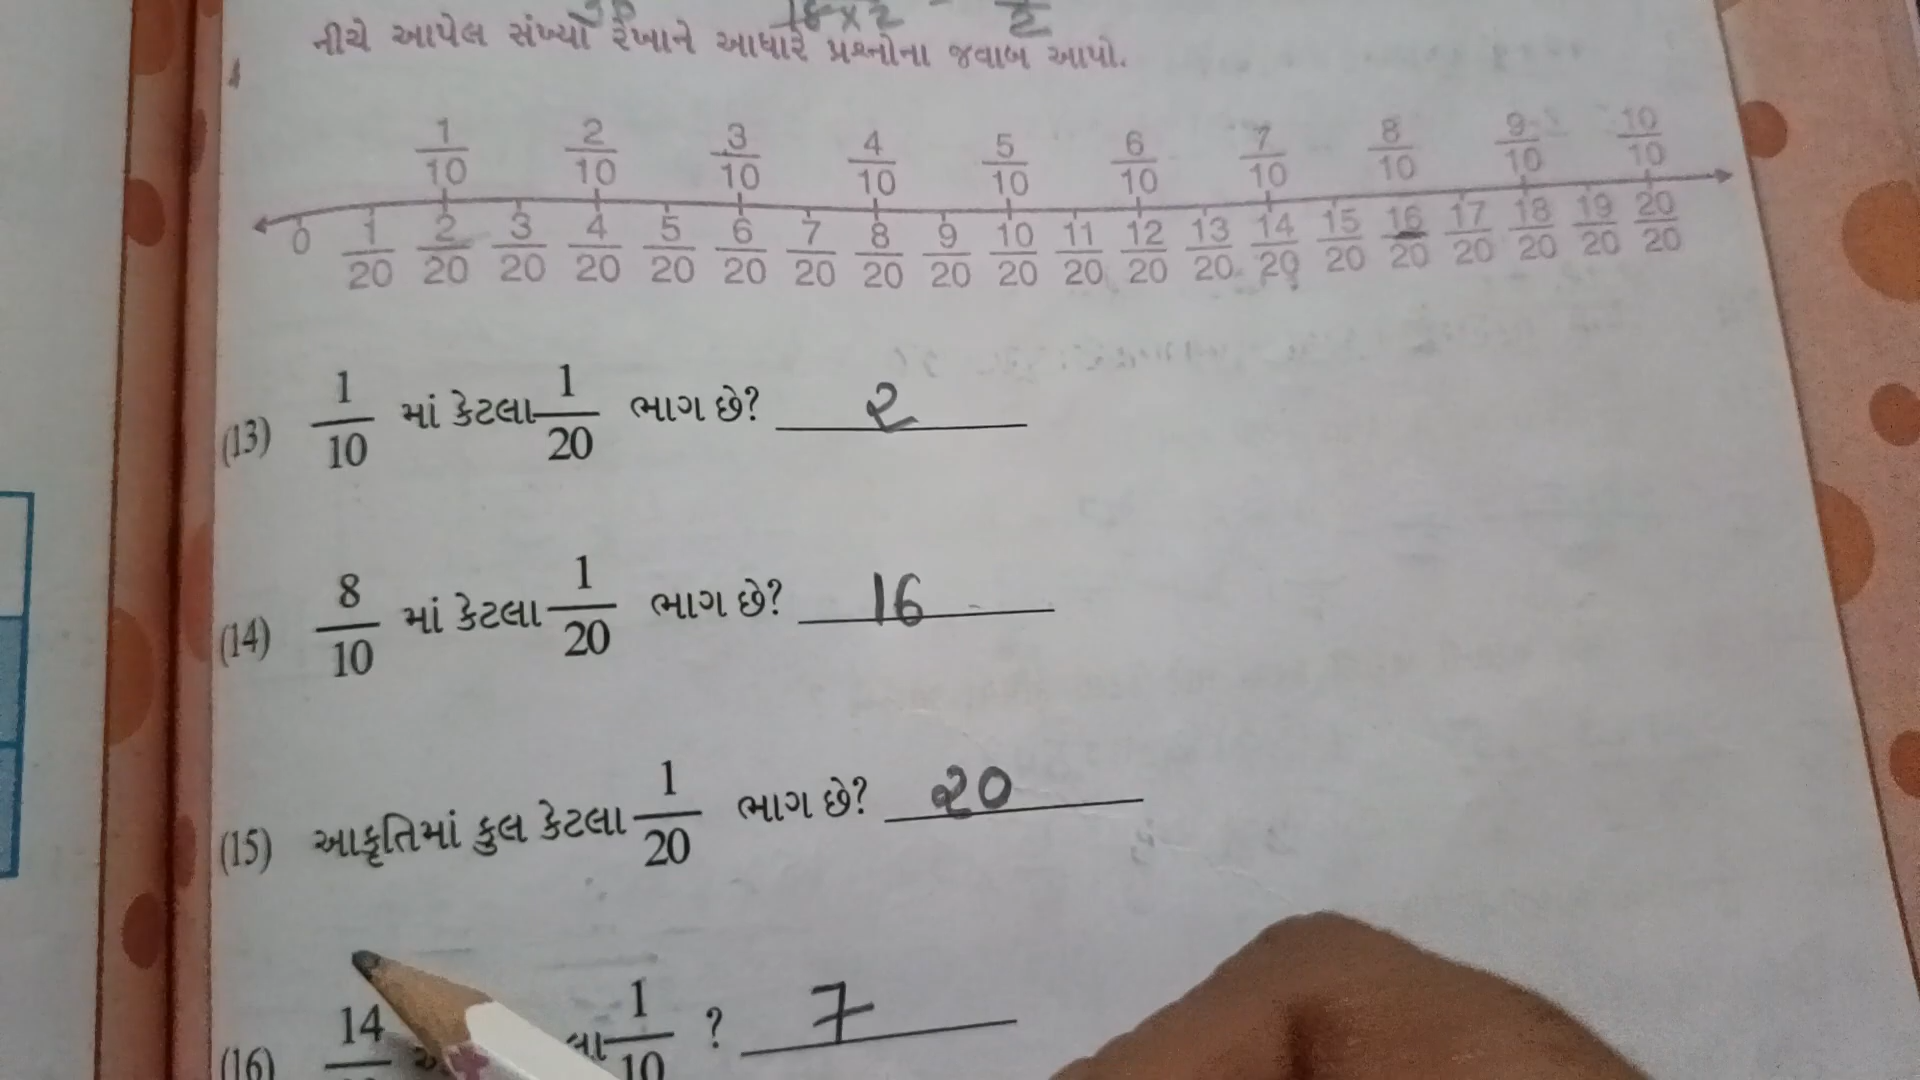 18 x 2 2
નીચે આપેલ સંખ્યા રેખાને આધારે પ્રશ્નોના જવાબ આપો.
1/10 2/10 3/10 4/10 5/10 6/10 7/10 8/10 9/10 10/10
0 1/20 2/20 3/20 4/20 5/20 6/20 7/20 8/20 9/20 10/20 11/20 12/20 13/20 14/20 15/20 16/20 17/20 18/20 19/20 20/20
(13) 1/10 માં કેટલા 1/20 ભાગ છે? ૨
(14) 8/10 માં કેટલા 1/20 ભાગ છે? 16
(15) આકૃતિમાં કુલ કેટલા 1/20 ભાગ છે? 20
(16) 14 1/10 ? 7